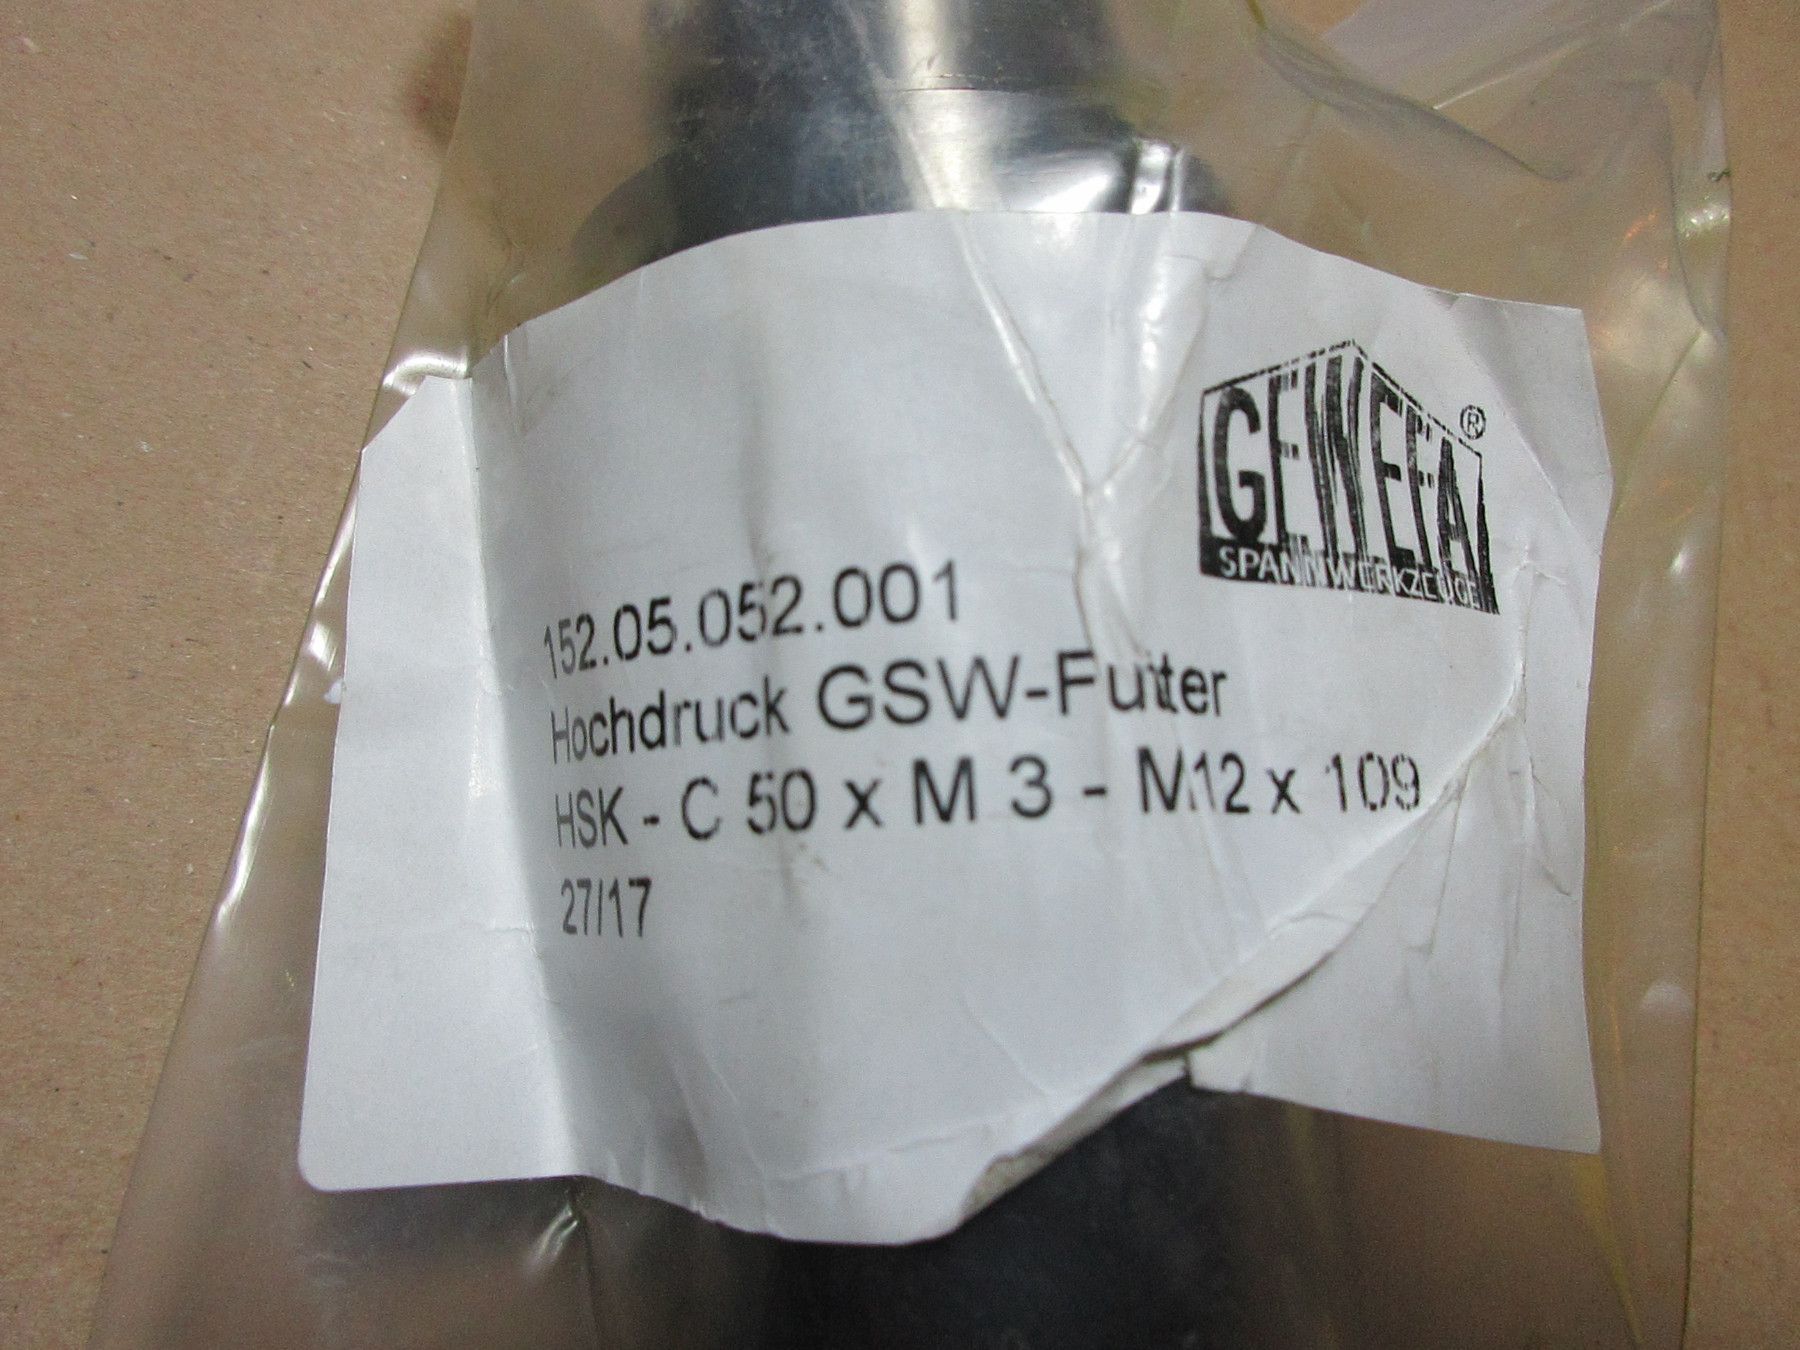 GEWEFA®
SPANNWERKZEUGE
152.05.052.001
Hochdruck GSW-Futter
HSK - C 50 x M 3 - M12 x 109
27/17